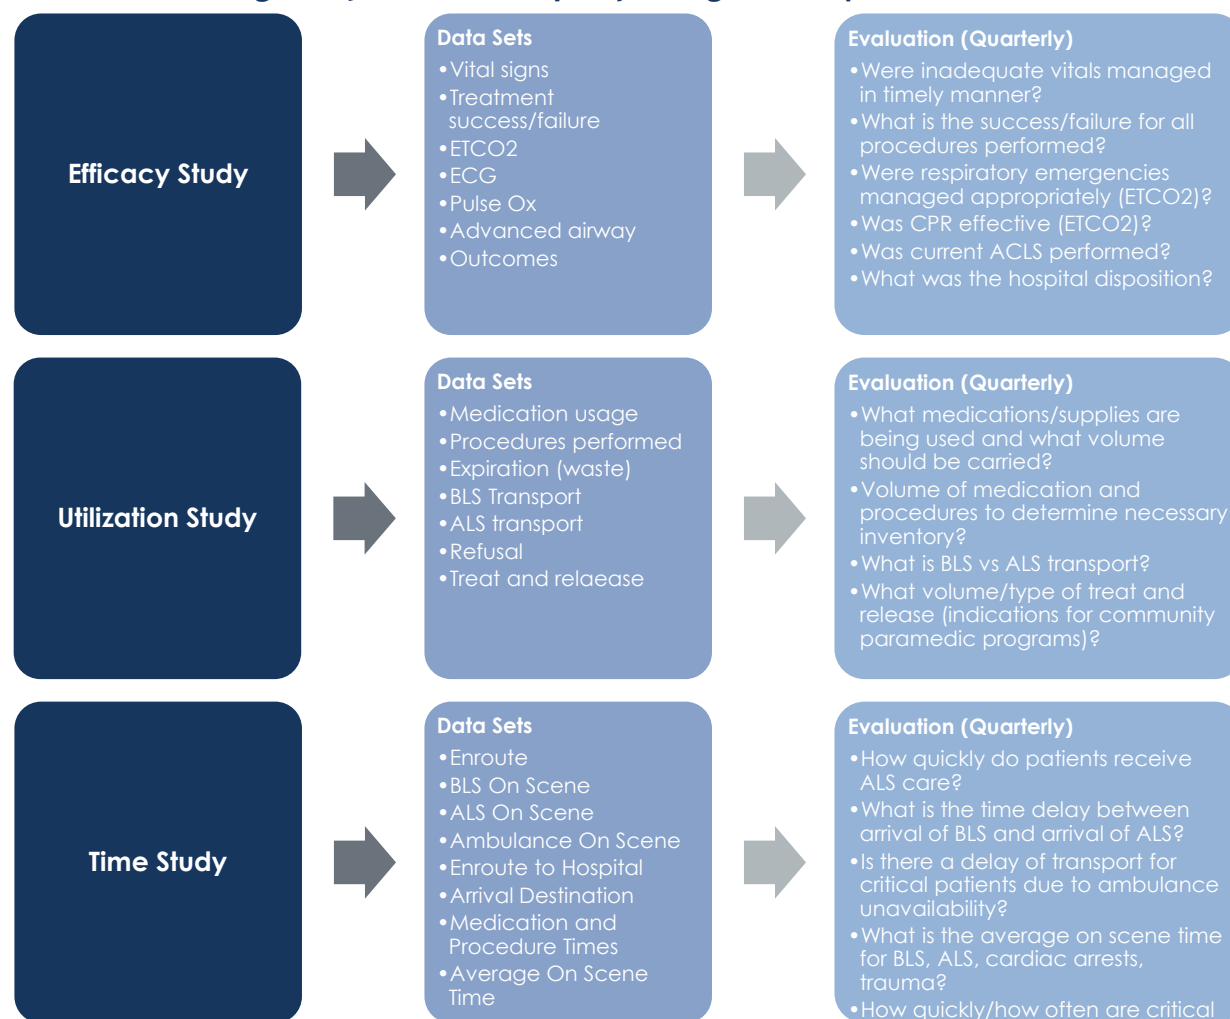 Efficacy Study
Data Sets
•Vital signs
•Treatment
success/failure
•ETCO2
•ECG
•Pulse Ox
•Advanced airway
•Outcomes
Evaluation (Quarterly)
•Were inadequate vitals managed
in timely manner?
•What is the success/failure for all
procedures performed?
•Were respiratory emergencies
managed appropriately (ETCO2)?
•Was CPR effective (ETCO2)?
•Was current ACLS performed?
•What was the hospital disposition?
Utilization Study
Data Sets
•Medication usage
•Procedures performed
•Expiration (waste)
•BLS Transport
•ALS transport
•Refusal
•Treat and relaease
Evaluation (Quarterly)
•What medications/supplies are
being used and what volume
should be carried?
•Volume of medication and
procedures to determine necessary
inventory?
•What is BLS vs ALS transport?
•What volume/type of treat and
release (indications for community
paramedic programs)?
Time Study
Data Sets
•Enroute
•BLS On Scene
•ALS On Scene
•Ambulance On Scene
•Enroute to Hospital
•Arrival Destination
•Medication and
Procedure Times
•Average On Scene
Time
Evaluation (Quarterly)
•How quickly do patients receive
ALS care?
•What is the time delay between
arrival of BLS and arrival of ALS?
•Is there a delay of transport for
critical patients due to ambulance
unavailability?
•What is the average on scene time
for BLS, ALS, cardiac arrests,
trauma?
•How quickly/how often are critical